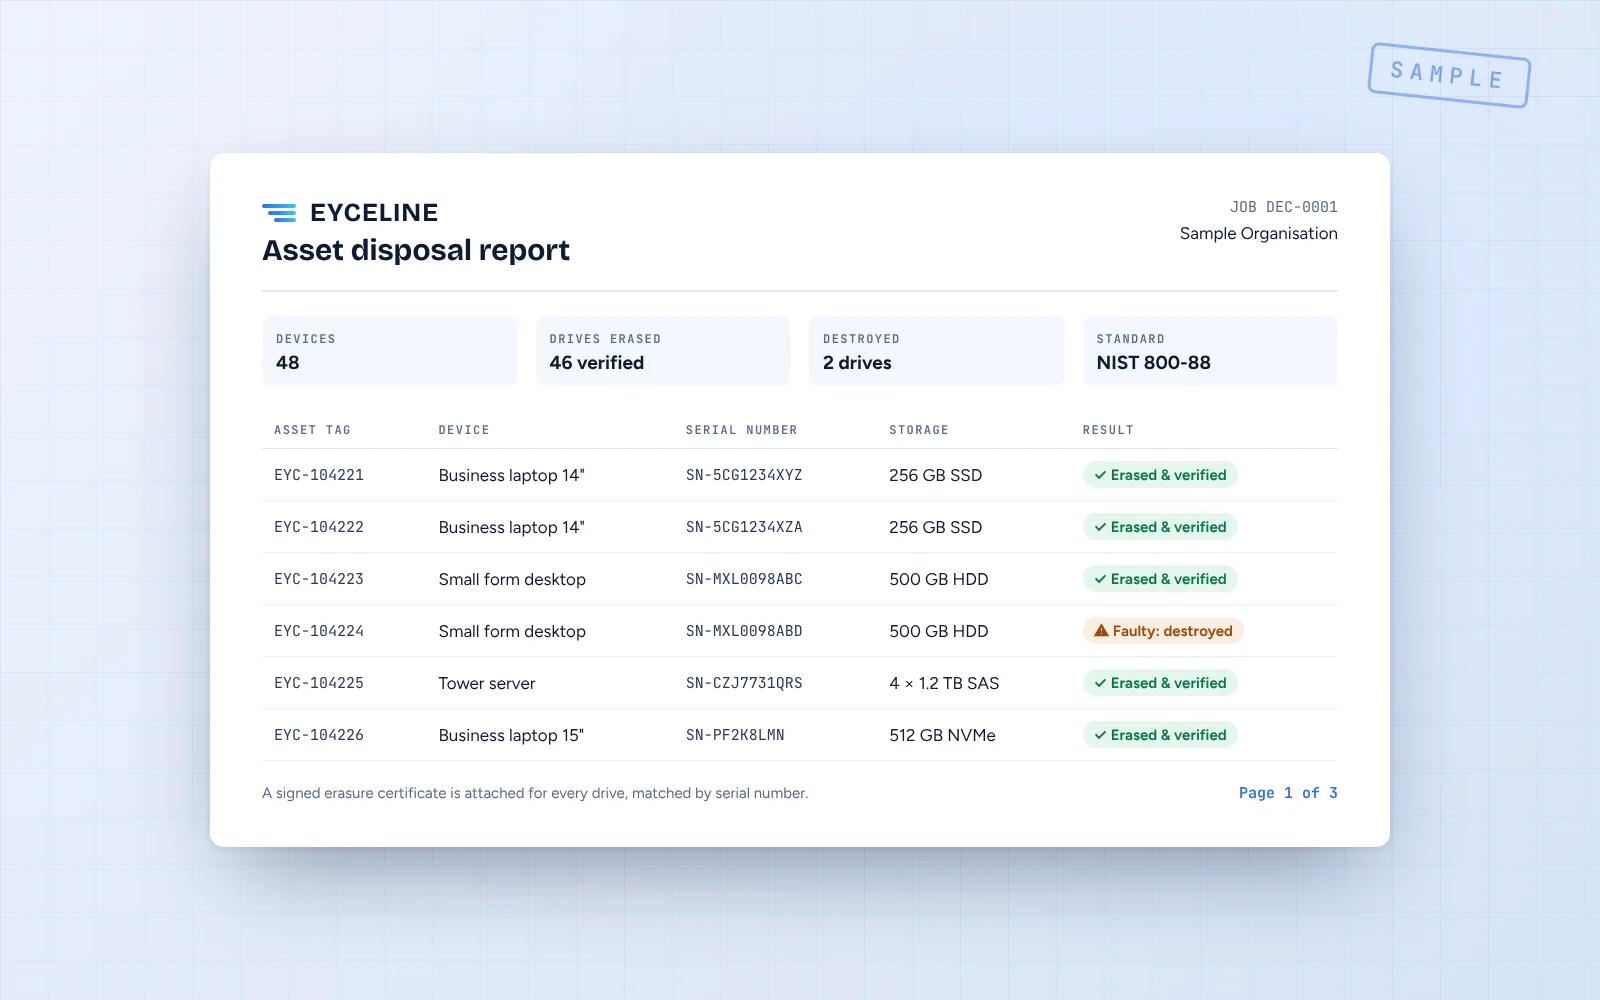 SAMPLE
EYCELINE
Asset disposal report
JOB DEC-0001
Sample Organisation
DEVICES
48
DRIVES ERASED
46 verified
DESTROYED
2 drives
STANDARD
NIST 800-88
ASSET TAG DEVICE SERIAL NUMBER STORAGE RESULT
EYC-104221 Business laptop 14" SN-5CG1234XYZ 256 GB SSD ✓ Erased & verified
EYC-104222 Business laptop 14" SN-5CG1234XZA 256 GB SSD ✓ Erased & verified
EYC-104223 Small form desktop SN-MXL0098ABC 500 GB HDD ✓ Erased & verified
EYC-104224 Small form desktop SN-MXL0098ABD 500 GB HDD ⚠ Faulty: destroyed
EYC-104225 Tower server SN-CZJ7731QRS 4 × 1.2 TB SAS ✓ Erased & verified
EYC-104226 Business laptop 15" SN-PF2K8LMN 512 GB NVMe ✓ Erased & verified
A signed erasure certificate is attached for every drive, matched by serial number.
Page 1 of 3